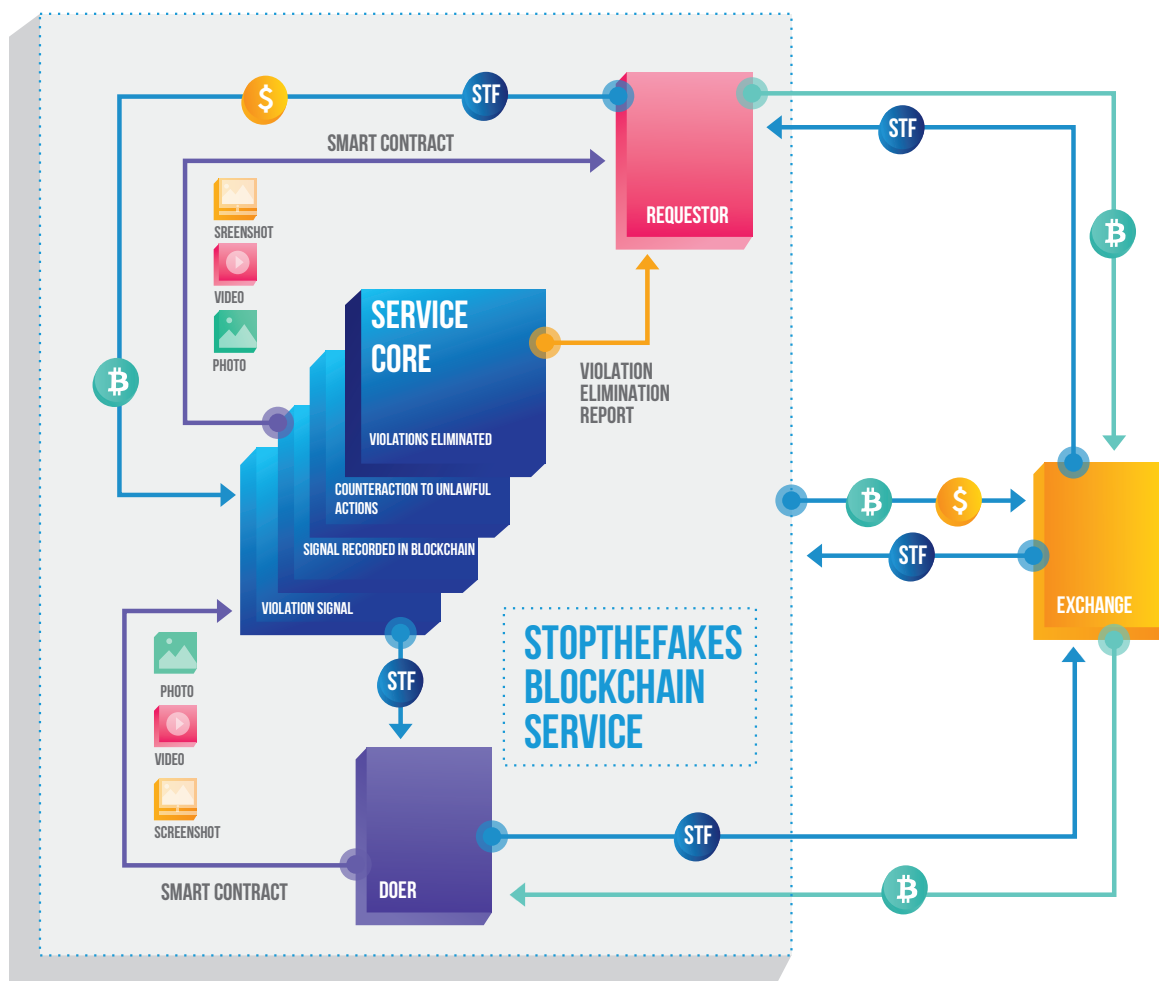 $
STF
SMART CONTRACT
STF
REQUESTOR
SREENSHOT
VIDEO
PHOTO
₿
₿
SERVICE
CORE
VIOLATIONS ELIMINATED
VIOLATION
ELIMINATION
REPORT
COUNTERACTION TO UNLAWFUL
ACTIONS
SIGNAL RECORDED IN BLOCKCHAIN
VIOLATION SIGNAL
₿
$
STF
EXCHANGE
STF
STOPTHEFAKES
BLOCKCHAIN
SERVICE
PHOTO
VIDEO
SCREENSHOT
SMART CONTRACT
DOER
STF
₿